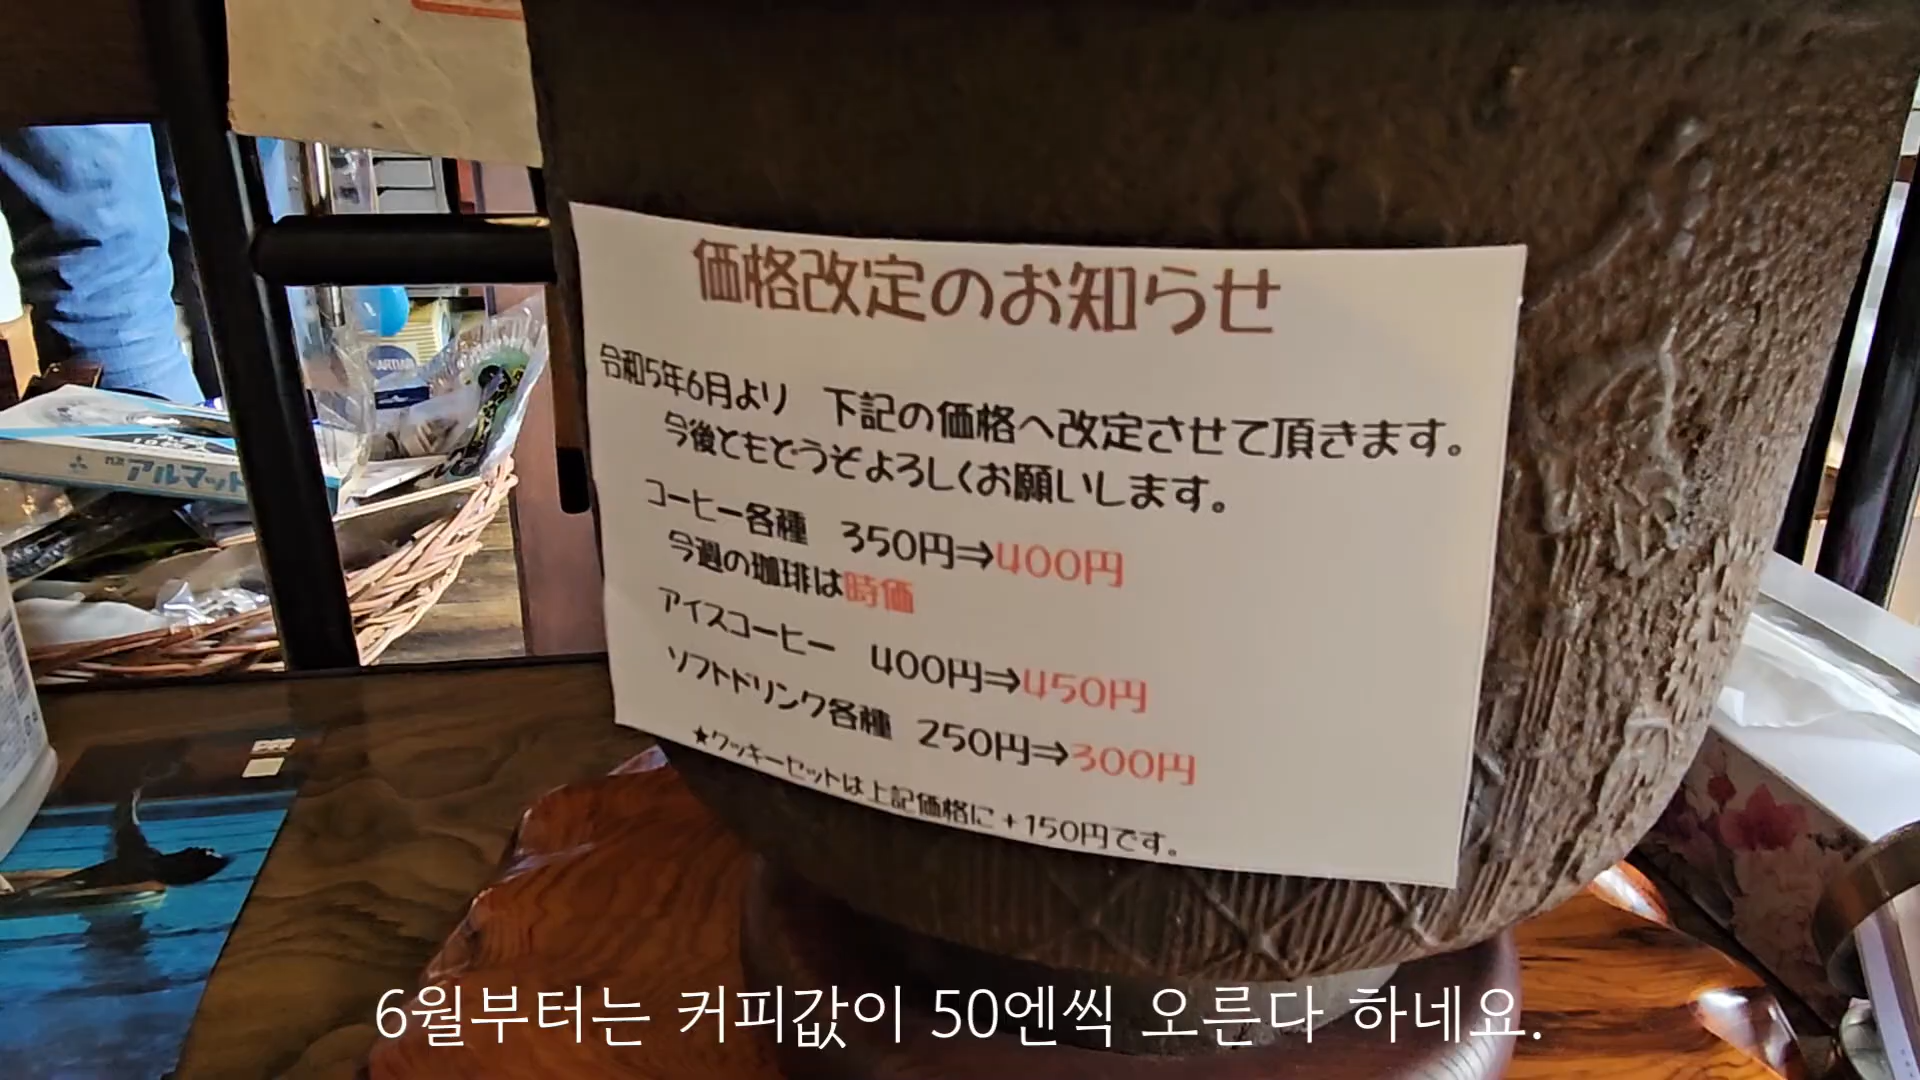 価格改定のお知らせ
令和5年6月より 下記の価格へ改定させて頂きます。
今後ともどうぞよろしくお願いします。
コーヒー各種 350円⇒400円
今週の珈琲は時価
アイスコーヒー 400円⇒450円
ソフトドリンク各種 250円⇒300円
★クッキーセットは上記価格に+150円です。
アルマット
6월부터는 커피값이 50엔씩 오른다 하네요.